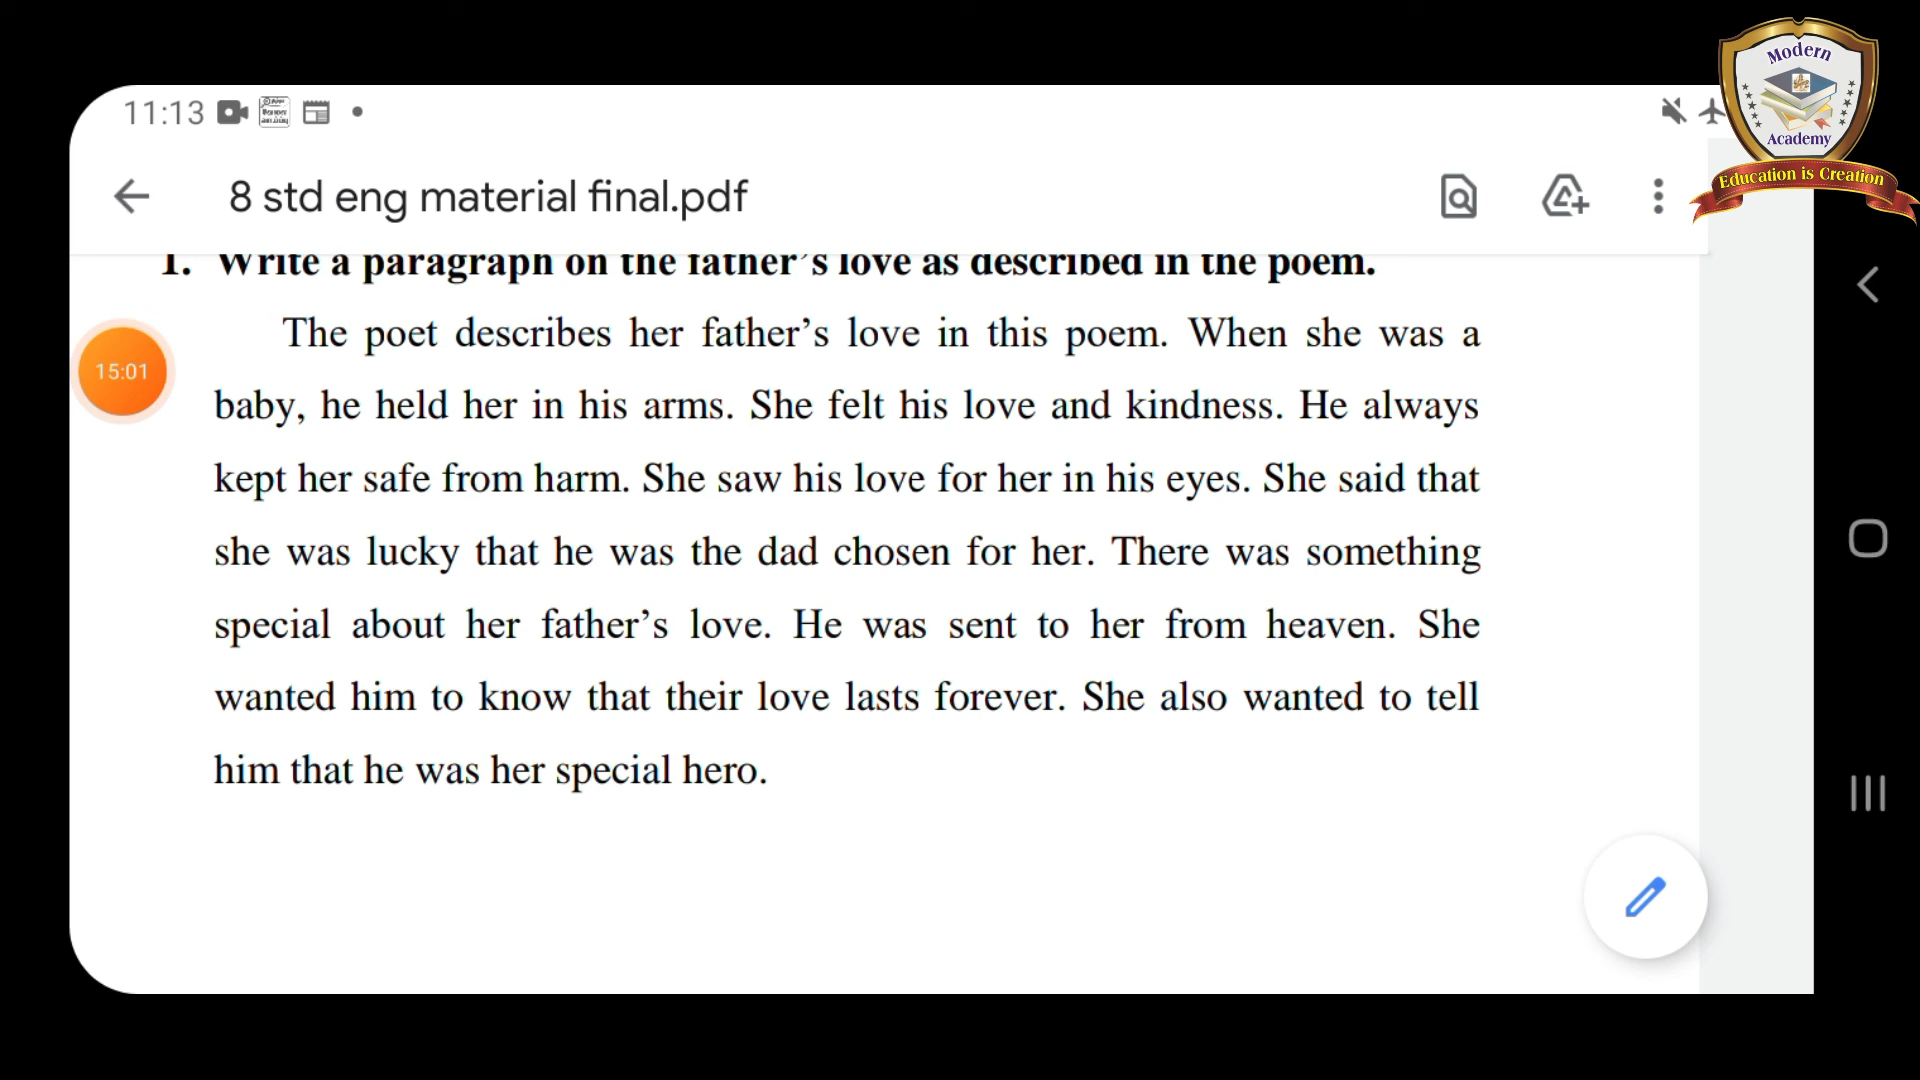 Modern
Academy
Education is Creation
11:13
8 std eng material final.pdf
1. Write a paragraph on the father's love as described in the poem.
15:01
The poet describes her father's love in this poem. When she was a
baby, he held her in his arms. She felt his love and kindness. He always
kept her safe from harm. She saw his love for her in his eyes. She said that
she was lucky that he was the dad chosen for her. There was something
special about her father's love. He was sent to her from heaven. She
wanted him to know that their love lasts forever. She also wanted to tell
him that he was her special hero.